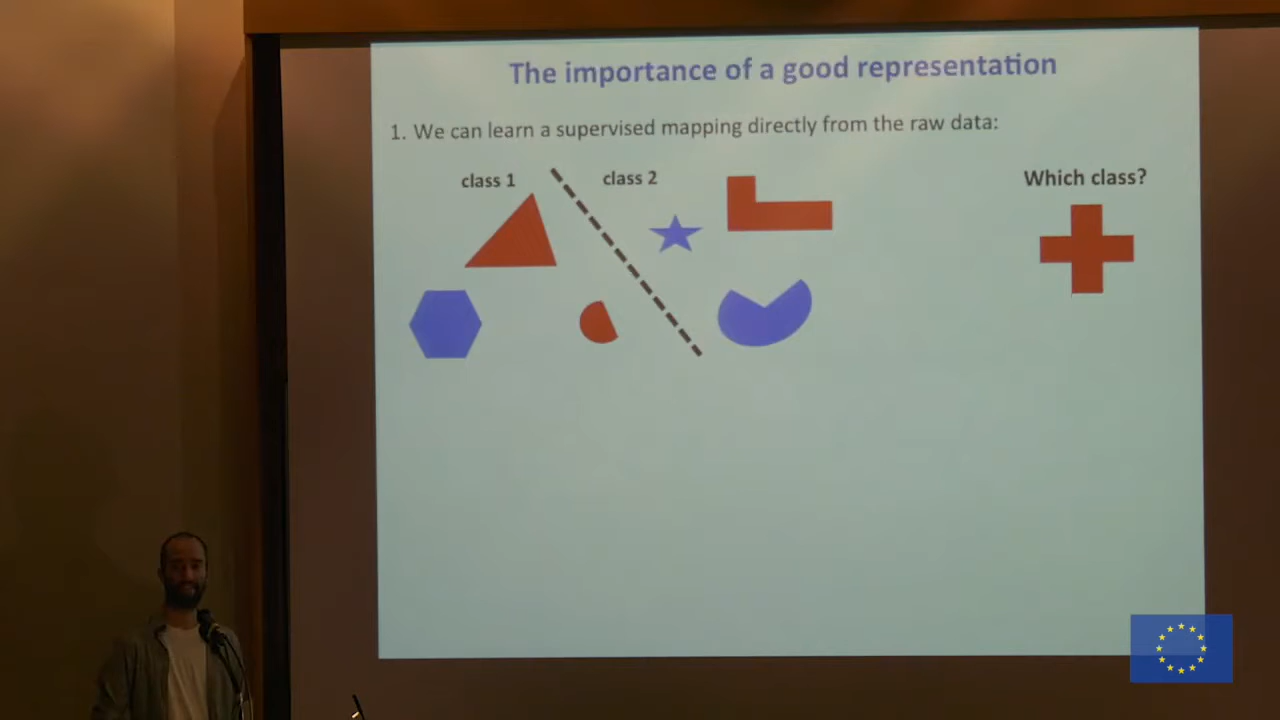 The importance of a good representation
1. We can learn a supervised mapping directly from the raw data:
class 1
class 2
Which class?